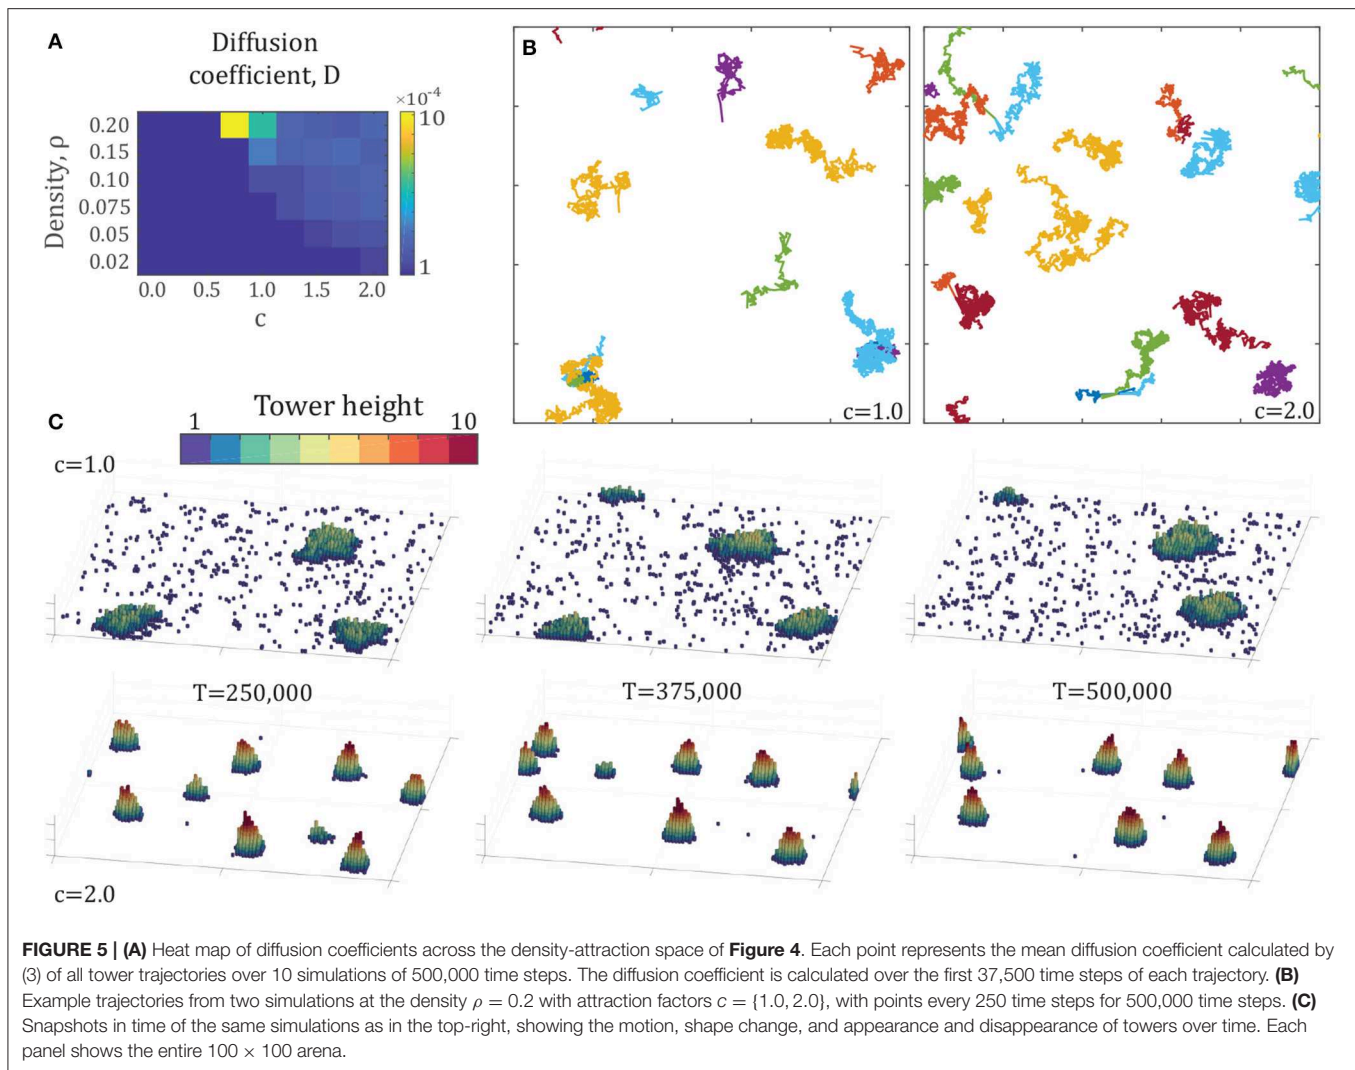 A
Diffusion
coefficient, D
×10⁻⁴
10
1
Density, ρ
0.20
0.15
0.10
0.075
0.05
0.02
0.0 0.5 1.0 1.5 2.0
c
B
c=1.0
c=2.0
C
Tower height
1 10
c=1.0
T=250,000 T=375,000 T=500,000
c=2.0
FIGURE 5 | (A) Heat map of diffusion coefficients across the density-attraction space of Figure 4. Each point represents the mean diffusion coefficient calculated by
(3) of all tower trajectories over 10 simulations of 500,000 time steps. The diffusion coefficient is calculated over the first 37,500 time steps of each trajectory. (B)
Example trajectories from two simulations at the density ρ = 0.2 with attraction factors c = {1.0, 2.0}, with points every 250 time steps for 500,000 time steps. (C)
Snapshots in time of the same simulations as in the top-right, showing the motion, shape change, and appearance and disappearance of towers over time. Each
panel shows the entire 100 × 100 arena.